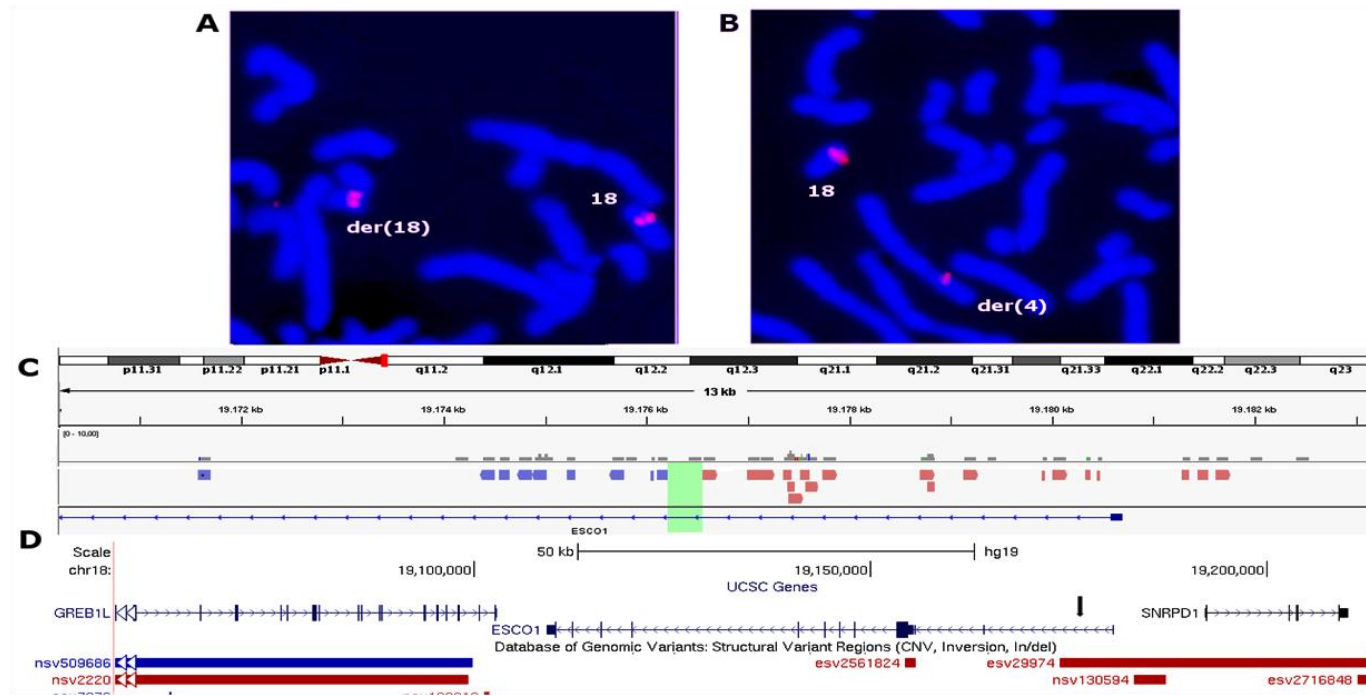 A
B
18
der(18)
18
der(4)
C
p11.31 p11.22 p11.21 p11.1 q11.2 q12.1 q12.2 q12.3 q21.1 q21.2 q21.31 q21.33 q22.1 q22.2 q22.3 q23
13 kb
19.172 kb 19.174 kb 19.176 kb 19.178 kb 19.180 kb 19.182 kb
[0 - 10,00]
ESCO1
D
Scale 50 kb hg19
chr18: 19,100,000 19,150,000 19,200,000
UCSC Genes
GREB1L SNRPD1
ESCO1
Database of Genomic Variants: Structural Variant Regions (CNV, Inversion, In/del)
nsv509686 esv2561824 esv29974
nsv2220 nsv130594 esv2716848